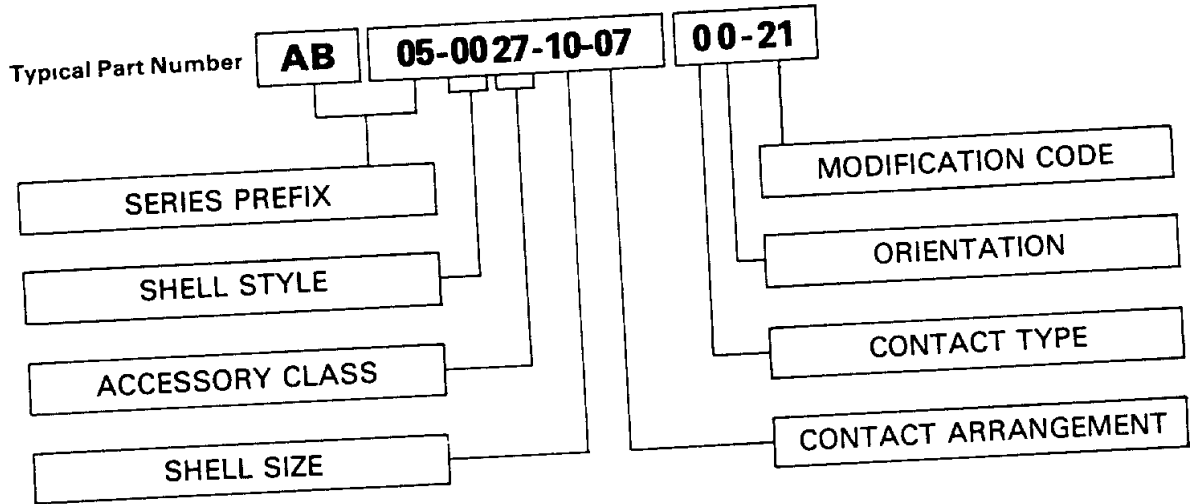 Typical Part Number AB 05-0027-10-07 00-21
SERIES PREFIX
SHELL STYLE
ACCESSORY CLASS
SHELL SIZE
MODIFICATION CODE
ORIENTATION
CONTACT TYPE
CONTACT ARRANGEMENT